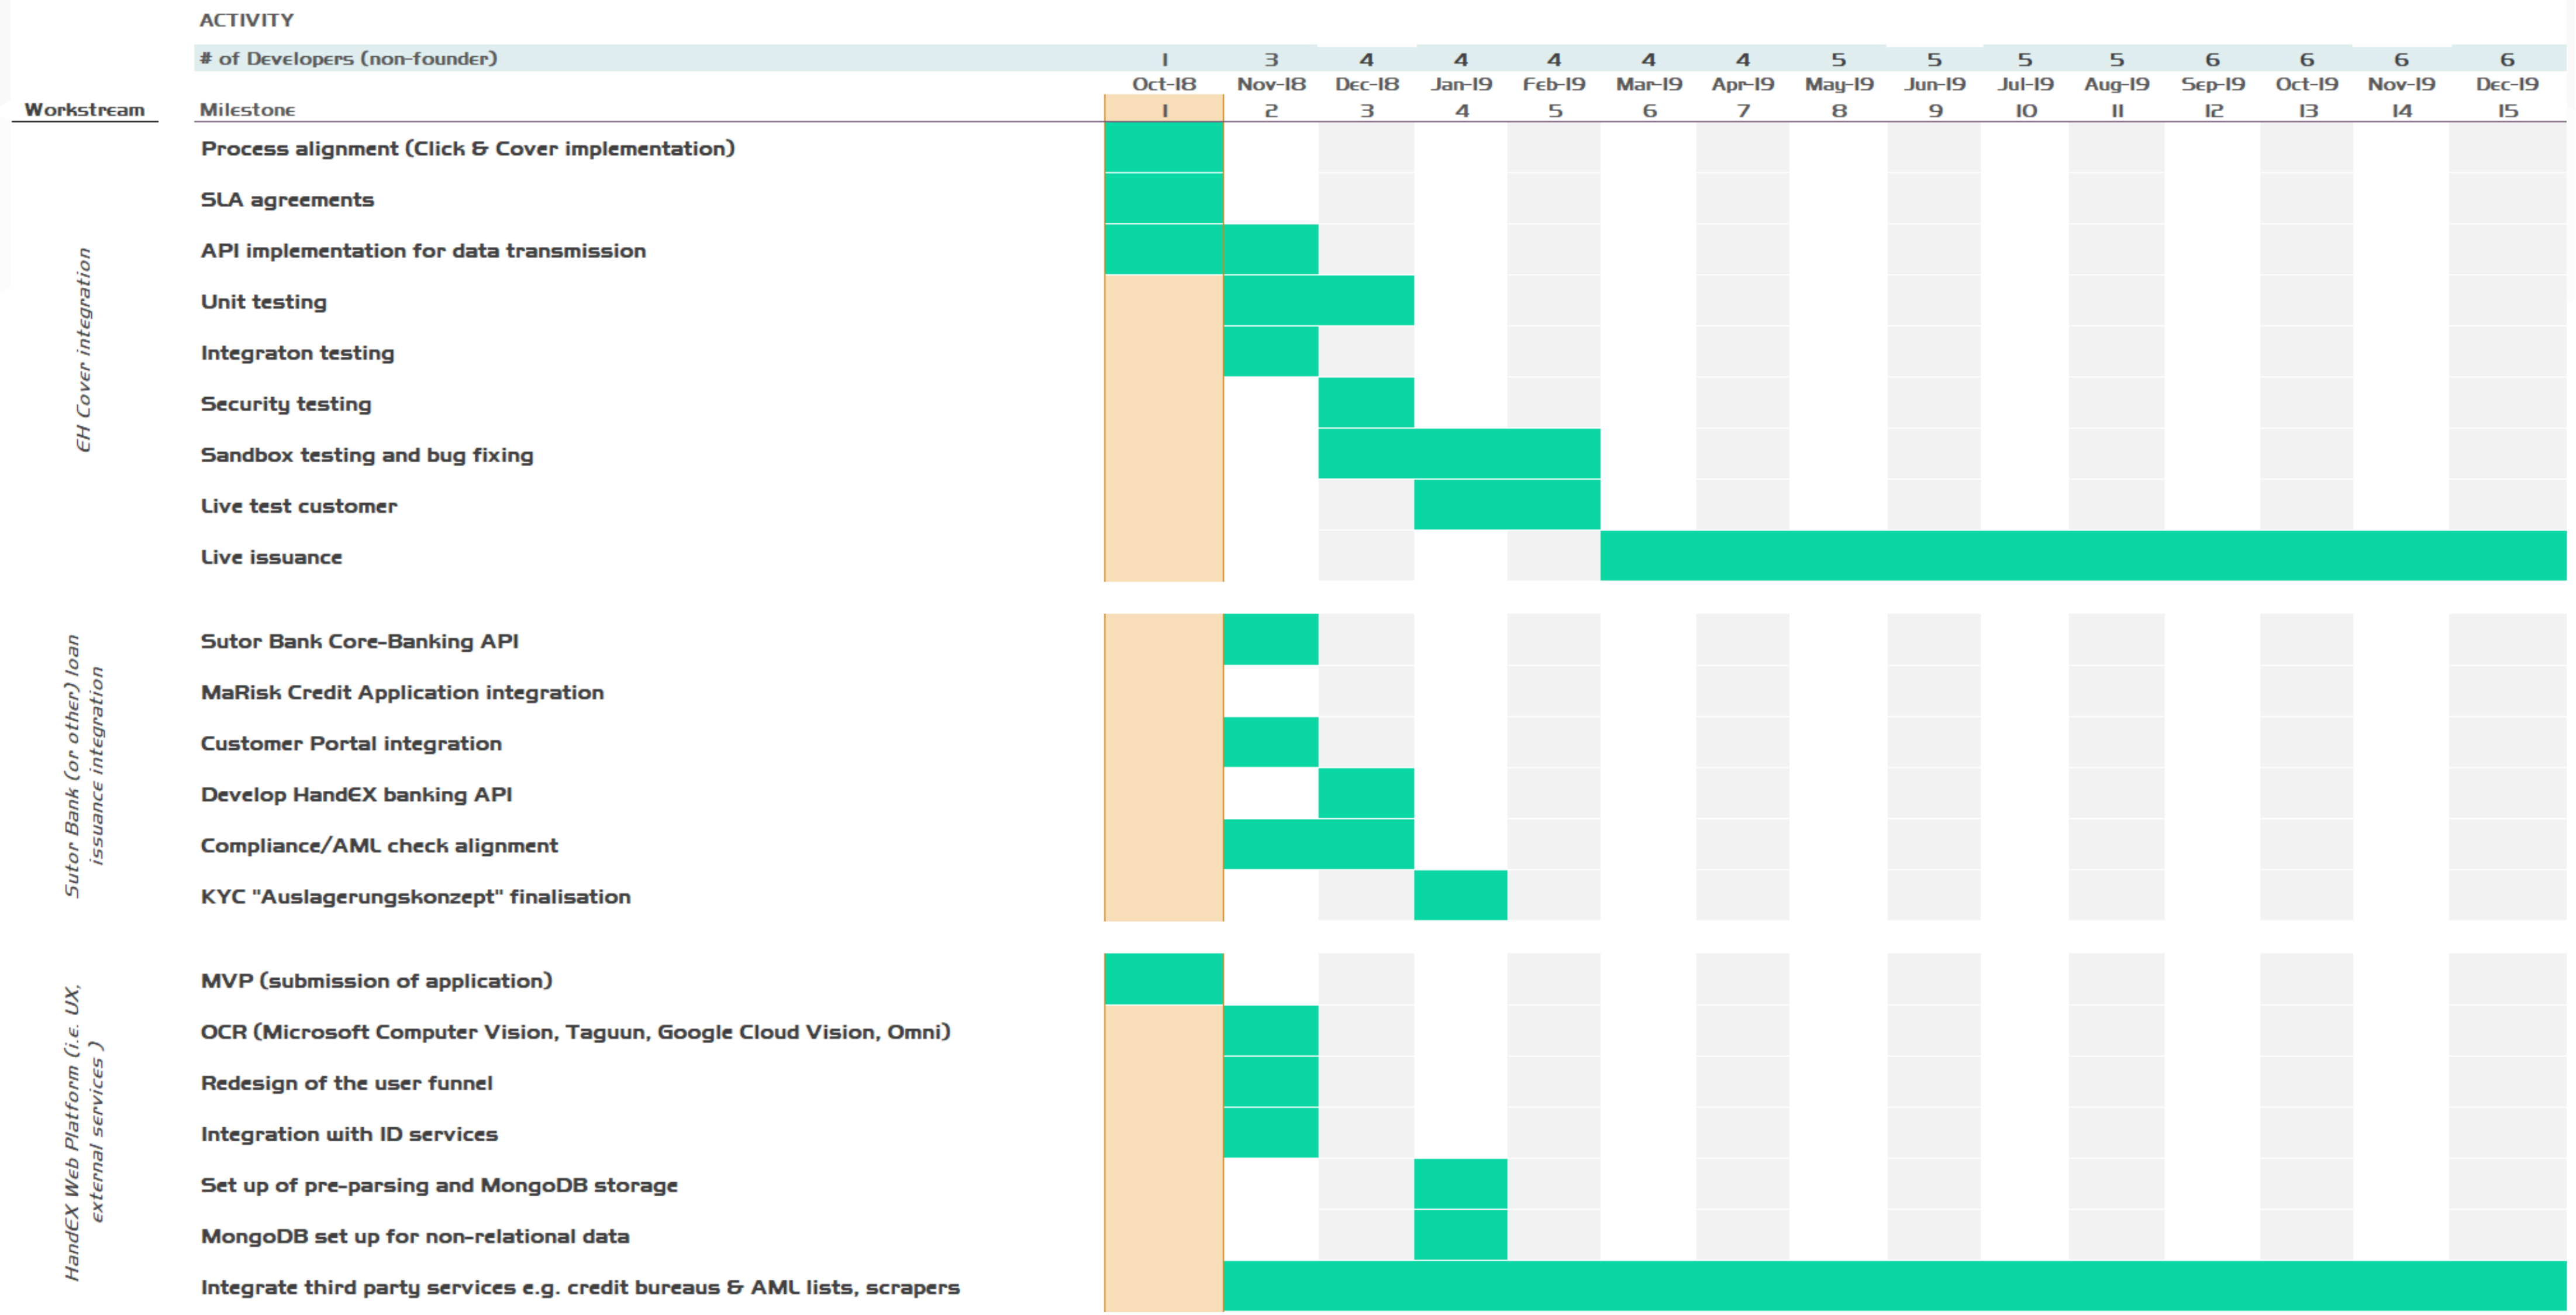 ACTIVITY
# of Developers (non-founder) 1 3 4 4 4 4 4 5 5 5 5 6 6 6 6
Oct-18 Nov-18 Dec-18 Jan-19 Feb-19 Mar-19 Apr-19 May-19 Jun-19 Jul-19 Aug-19 Sep-19 Oct-19 Nov-19 Dec-19
Workstream Milestone 1 2 3 4 5 6 7 8 9 10 11 12 13 14 15
EH Cover integration
Process alignment (Click & Cover implementation)
SLA agreements
API implementation for data transmission
Unit testing
Integraton testing
Security testing
Sandbox testing and bug fixing
Live test customer
Live issuance
Sutor Bank (or other) loan
issuance integration
Sutor Bank Core-Banking API
MaRisk Credit Application integration
Customer Portal integration
Develop HandEX banking API
Compliance/AML check alignment
KYC "Auslagerungskonzept" finalisation
HandEX Web Platform (i.e. UX,
external services )
MVP (submission of application)
OCR (Microsoft Computer Vision, Taguun, Google Cloud Vision, Omni)
Redesign of the user funnel
Integration with ID services
Set up of pre-parsing and MongoDB storage
MongoDB set up for non-relational data
Integrate third party services e.g. credit bureaus & AML lists, scrapers